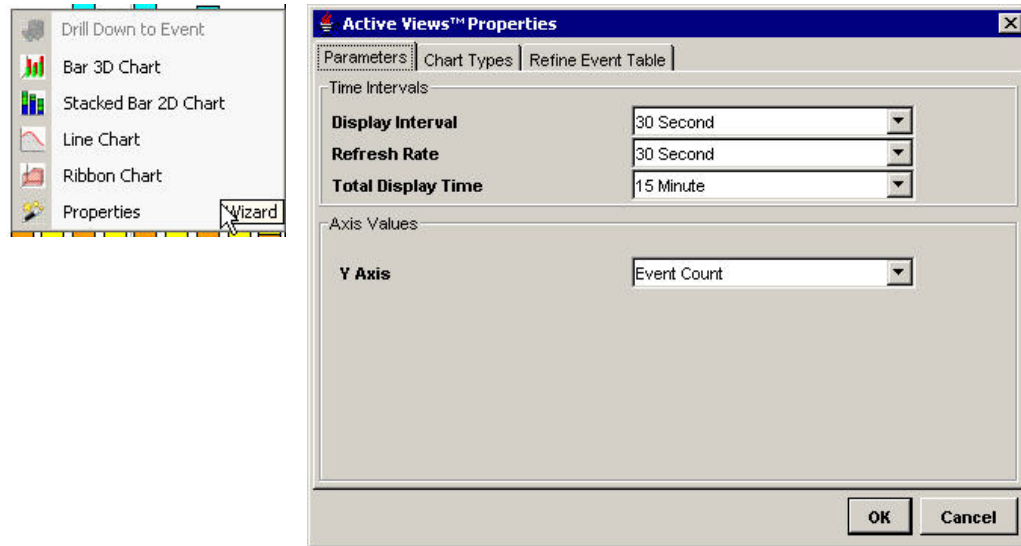 Drill Down to Event
Bar 3D Chart
Stacked Bar 2D Chart
Line Chart
Ribbon Chart
Properties
Wizard
Active Views™ Properties
Parameters Chart Types Refine Event Table
Time Intervals
Display Interval 30 Second
Refresh Rate 30 Second
Total Display Time 15 Minute
Axis Values
Y Axis Event Count
OK Cancel